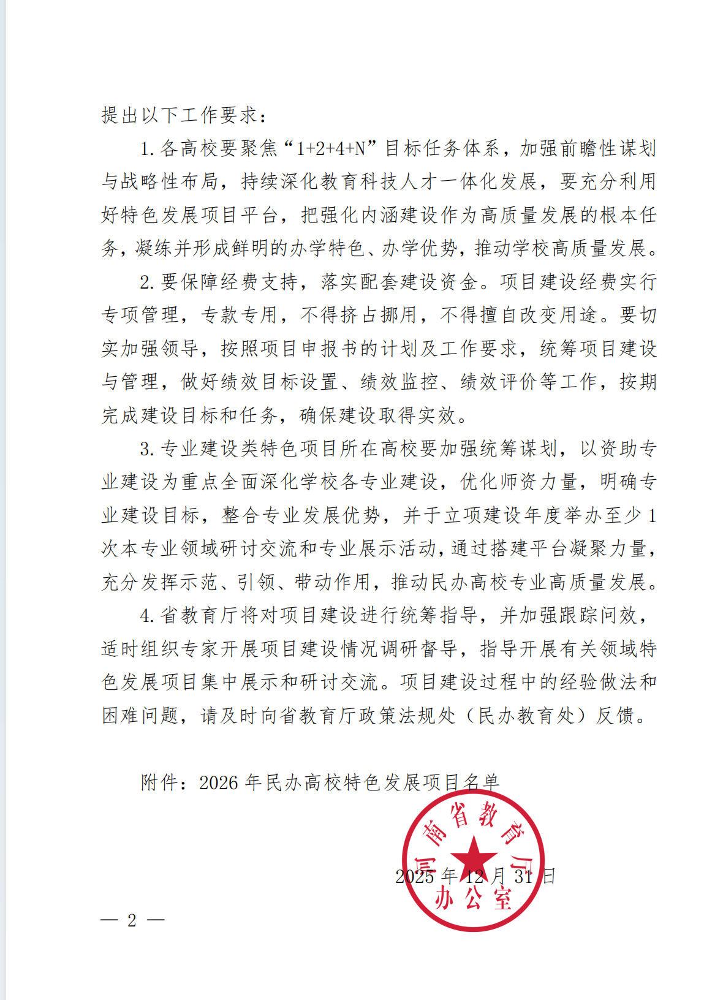 提出以下工作要求：
1.各高校要聚焦“1+2+4+N”目标任务体系，加强前瞻性谋划
与战略性布局，持续深化教育科技人才一体化发展，要充分利用
好特色发展项目平台，把强化内涵建设作为高质量发展的根本任
务，凝练并形成鲜明的办学特色、办学优势，推动学校高质量发展。
2.要保障经费支持，落实配套建设资金。项目建设经费实行
专项管理，专款专用，不得挤占挪用，不得擅自改变用途。要切
实加强领导，按照项目申报书的计划及工作要求，统筹项目建设
与管理，做好绩效目标设置、绩效监控、绩效评价等工作，按期
完成建设目标和任务，确保建设取得实效。
3.专业建设类特色项目所在高校要加强统筹谋划，以资助专
业建设为重点全面深化学校各专业建设，优化师资力量，明确专
业建设目标，整合专业发展优势，并于立项建设年度举办至少1
次本专业领域研讨交流和专业展示活动，通过搭建平台凝聚力量，
充分发挥示范、引领、带动作用，推动民办高校专业高质量发展。
4.省教育厅将对项目建设进行统筹指导，并加强跟踪问效，
适时组织专家开展项目建设情况调研督导，指导开展有关领域特
色发展项目集中展示和研讨交流。项目建设过程中的经验做法和
困难问题，请及时向省教育厅政策法规处（民办教育处）反馈。
附件：2026年民办高校特色发展项目名单
河南省教育厅
2025年12月31日
办公室
— 2 —